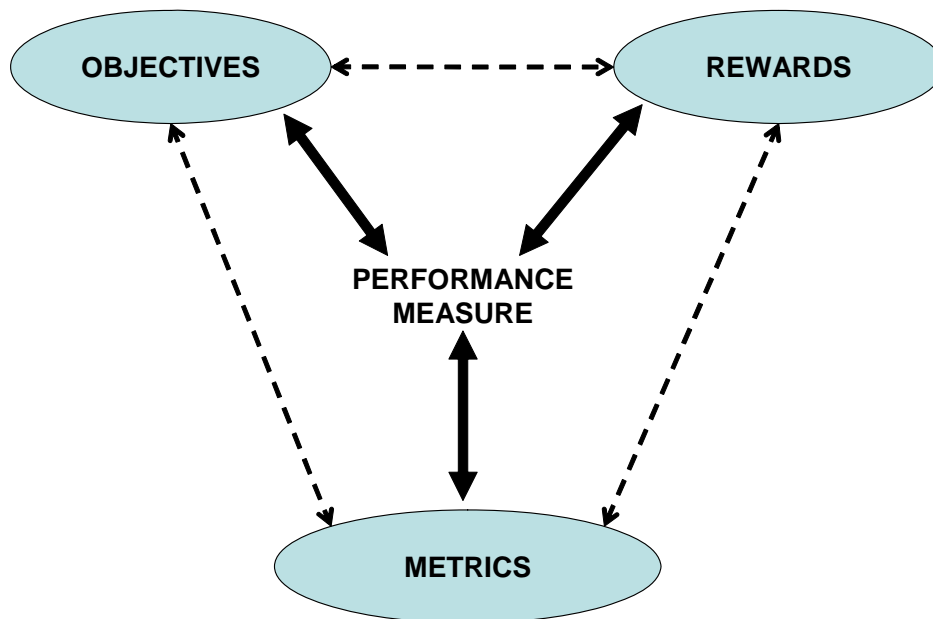 OBJECTIVES
REWARDS
PERFORMANCE
MEASURE
METRICS